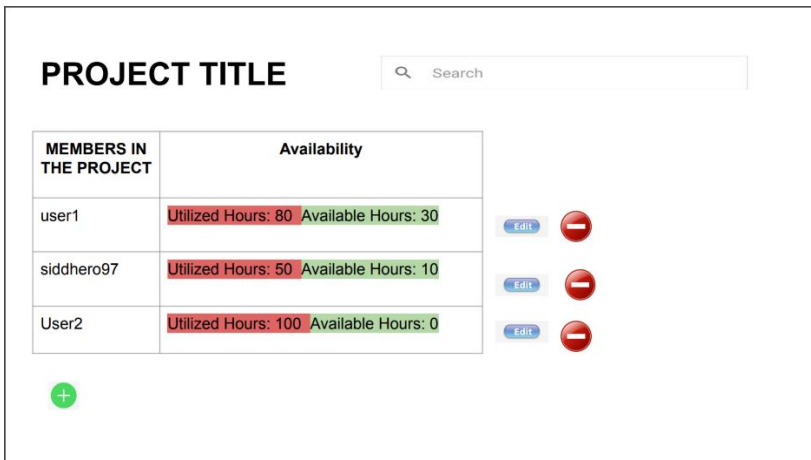 PROJECT TITLE
Search
MEMBERS IN
THE PROJECT
Availability
user1
Utilized Hours: 80 Available Hours: 30
Edit
siddhero97
Utilized Hours: 50 Available Hours: 10
Edit
User2
Utilized Hours: 100 Available Hours: 0
Edit